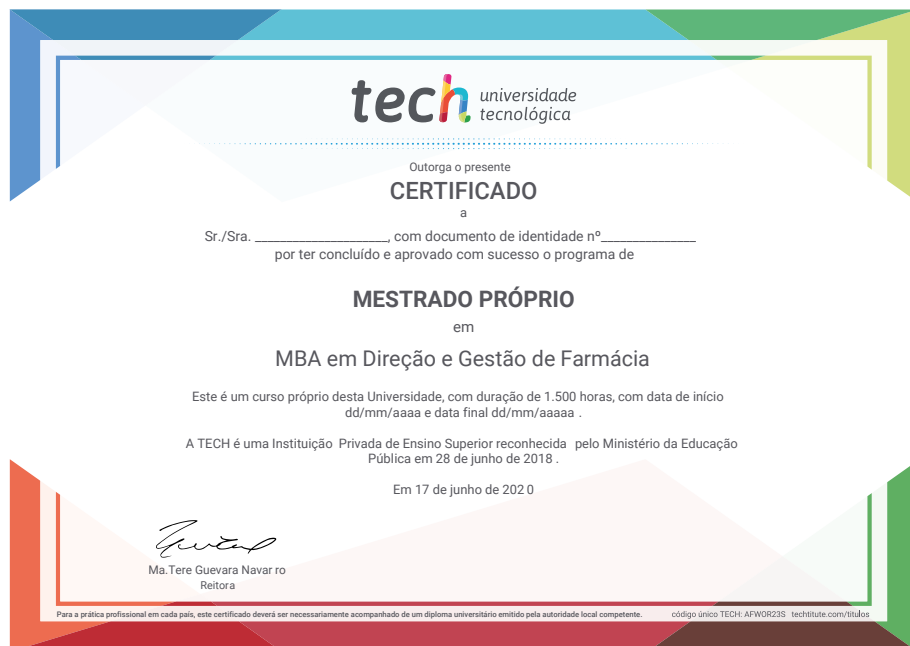 tech universidade
tecnológica
Outorga o presente
CERTIFICADO
a
Sr./Sra. ____________________, com documento de identidade nº______________
por ter concluído e aprovado com sucesso o programa de
MESTRADO PRÓPRIO
em
MBA em Direção e Gestão de Farmácia
Este é um curso próprio desta Universidade, com duração de 1.500 horas, com data de início
dd/mm/aaaa e data final dd/mm/aaaaa .
A TECH é uma Instituição Privada de Ensino Superior reconhecida pelo Ministério da Educação
Pública em 28 de junho de 2018 .
Em 17 de junho de 202 0
Ma.Tere Guevara Navar ro
Reitora
Para a prática profissional em cada país, este certificado deverá ser necessariamente acompanhado de um diploma universitário emitido pela autoridade local competente. código único TECH: AFWOR23S techtitute.com/titulos